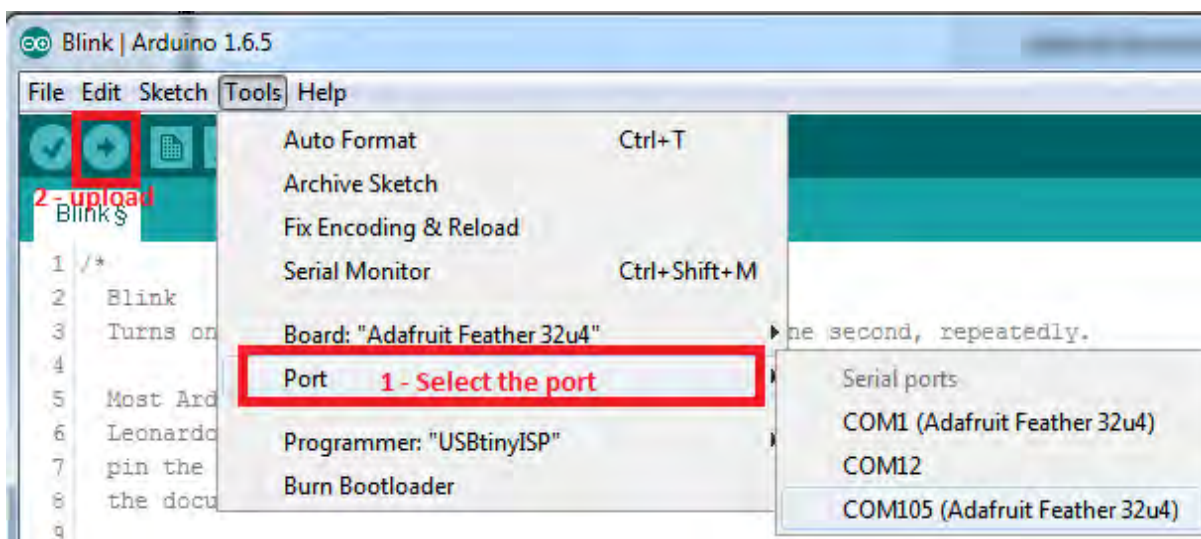 Blink | Arduino 1.6.5
File Edit Sketch Tools Help
2 - upload
Blink §
Auto Format Ctrl+T
Archive Sketch
Fix Encoding & Reload
Serial Monitor Ctrl+Shift+M
Board: "Adafruit Feather 32u4"
Port 1 - Select the port
Programmer: "USBtinyISP"
Burn Bootloader
Serial ports
COM1 (Adafruit Feather 32u4)
COM12
COM105 (Adafruit Feather 32u4)
1 /*
2 Blink
3 Turns on ne second, repeatedly.
4
5 Most Ard
6 Leonardo
7 pin the
8 the docu
9